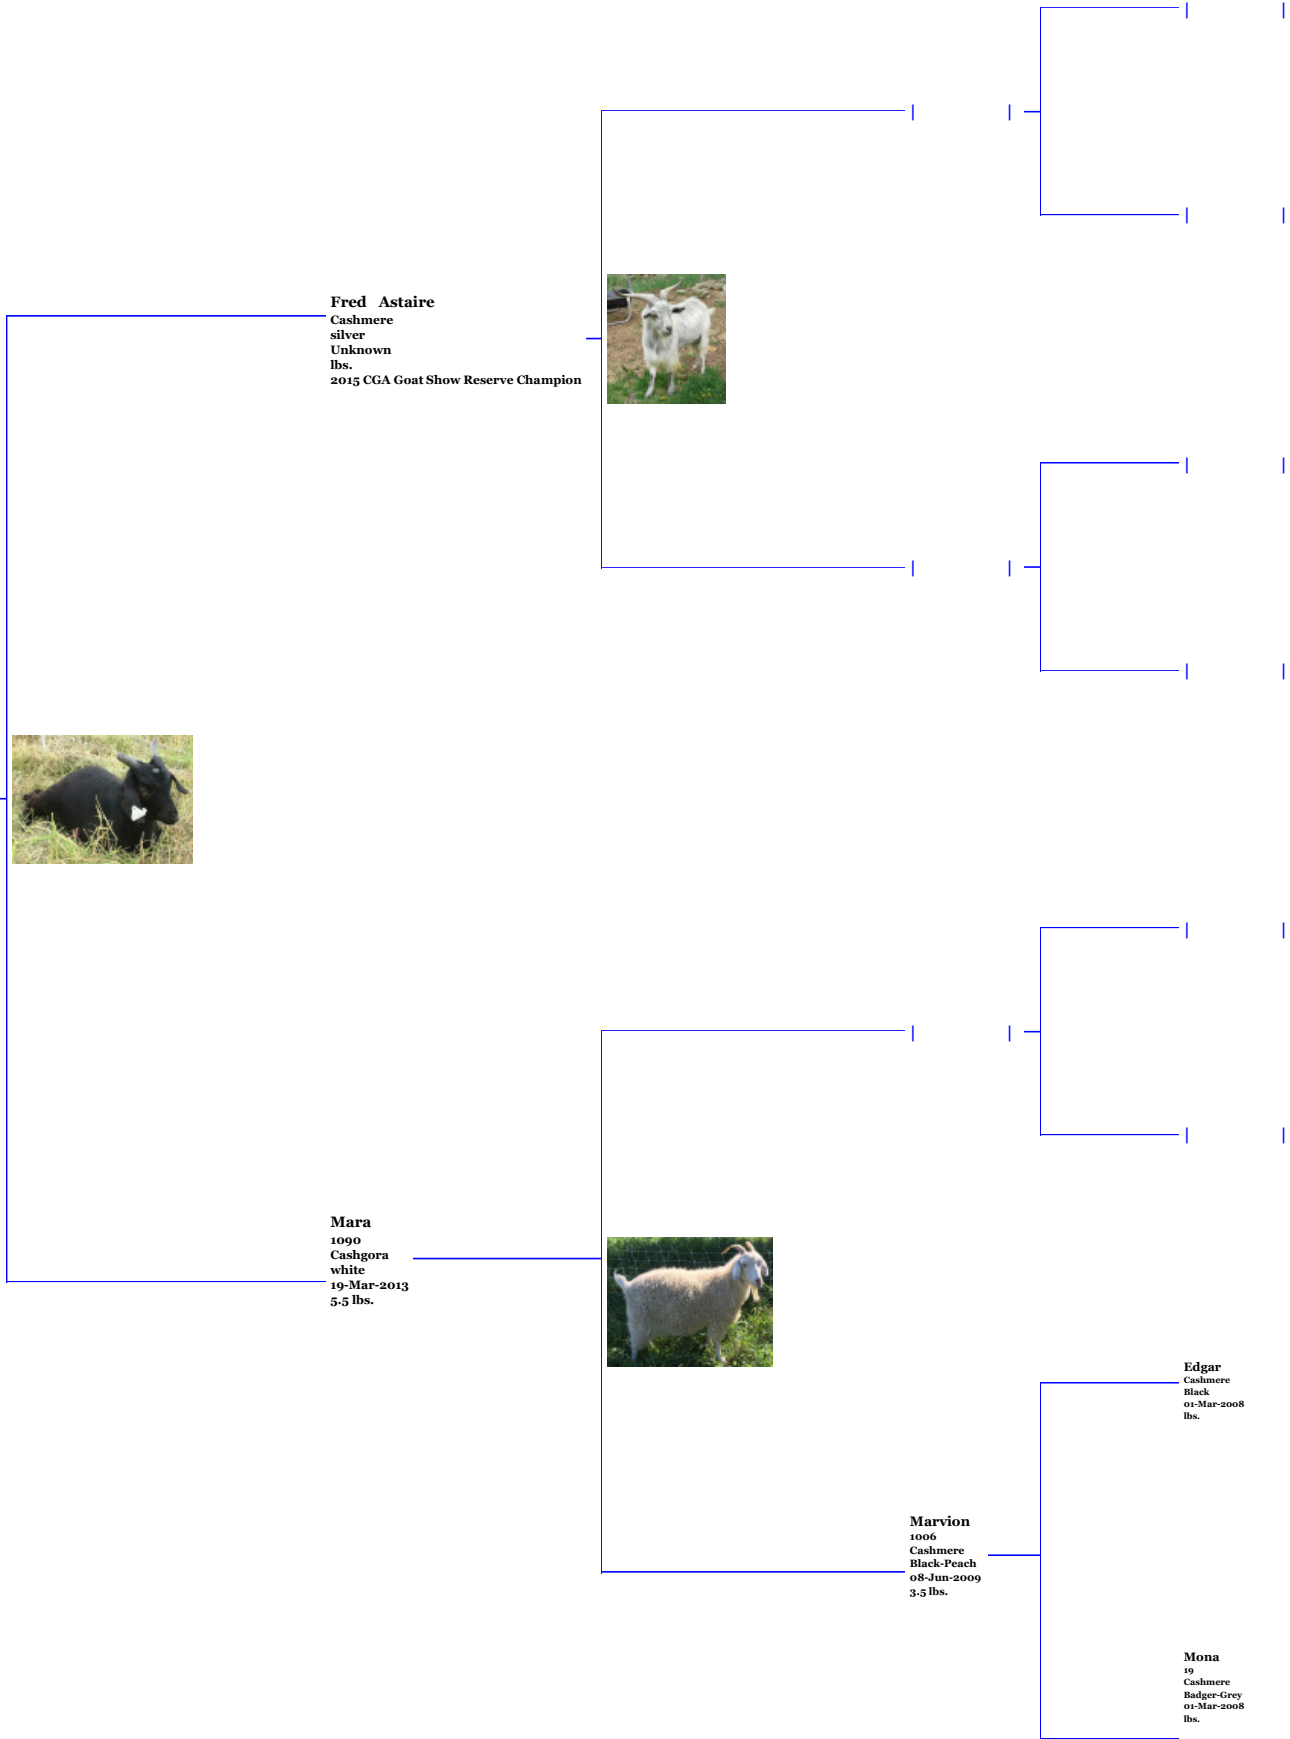 Fred Astaire
Cashmere
silver
Unknown
lbs.
2015 CGA Goat Show Reserve Champion
Mara
1090
Cashgora
white
19-Mar-2013
5.5 lbs.
Edgar
Cashmere
Black
01-Mar-2008
lbs.
Marvion
1006
Cashmere
Black-Peach
08-Jun-2009
3.5 lbs.
Mona
19
Cashmere
Badger-Grey
01-Mar-2008
lbs.